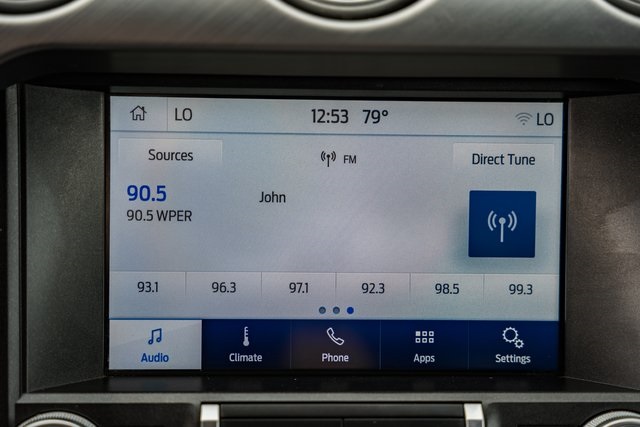 LO 12:53 79° LO
Sources FM Direct Tune
90.5 John
90.5 WPER
93.1 96.3 97.1 92.3 98.5 99.3
Audio Climate Phone Apps Settings